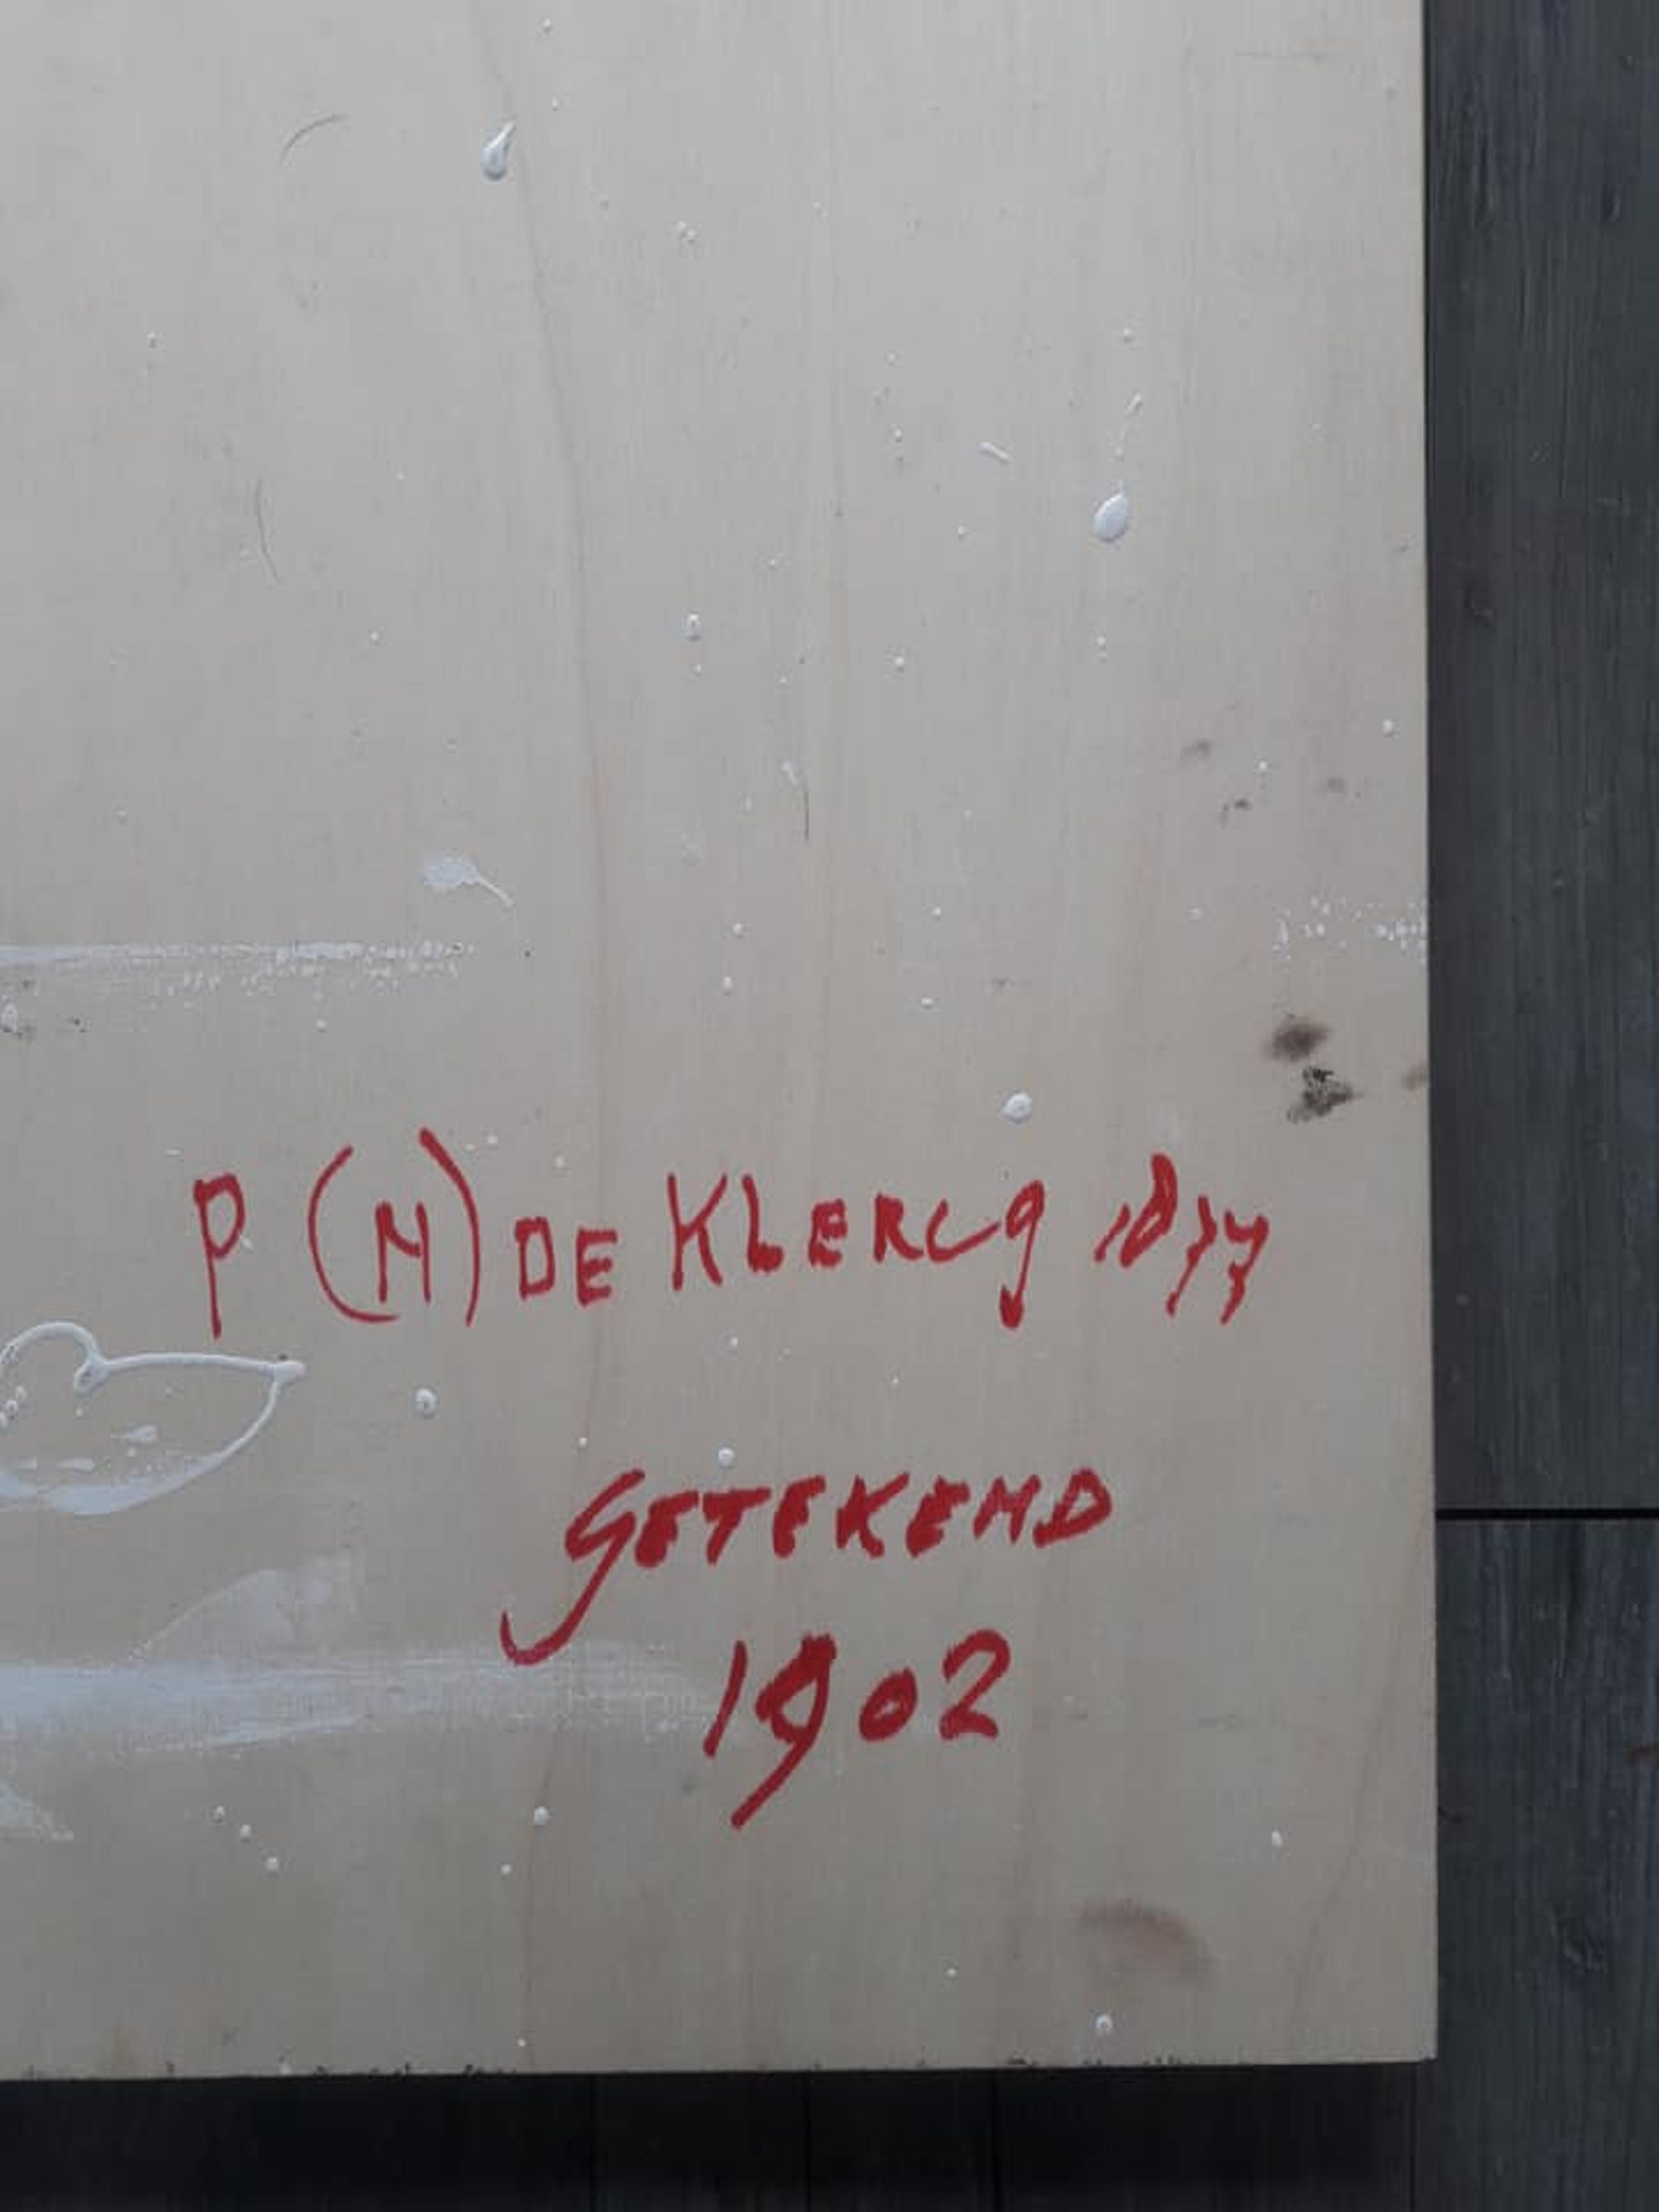 P (M) DE KLERCQ 1877
GETEKEND
1902